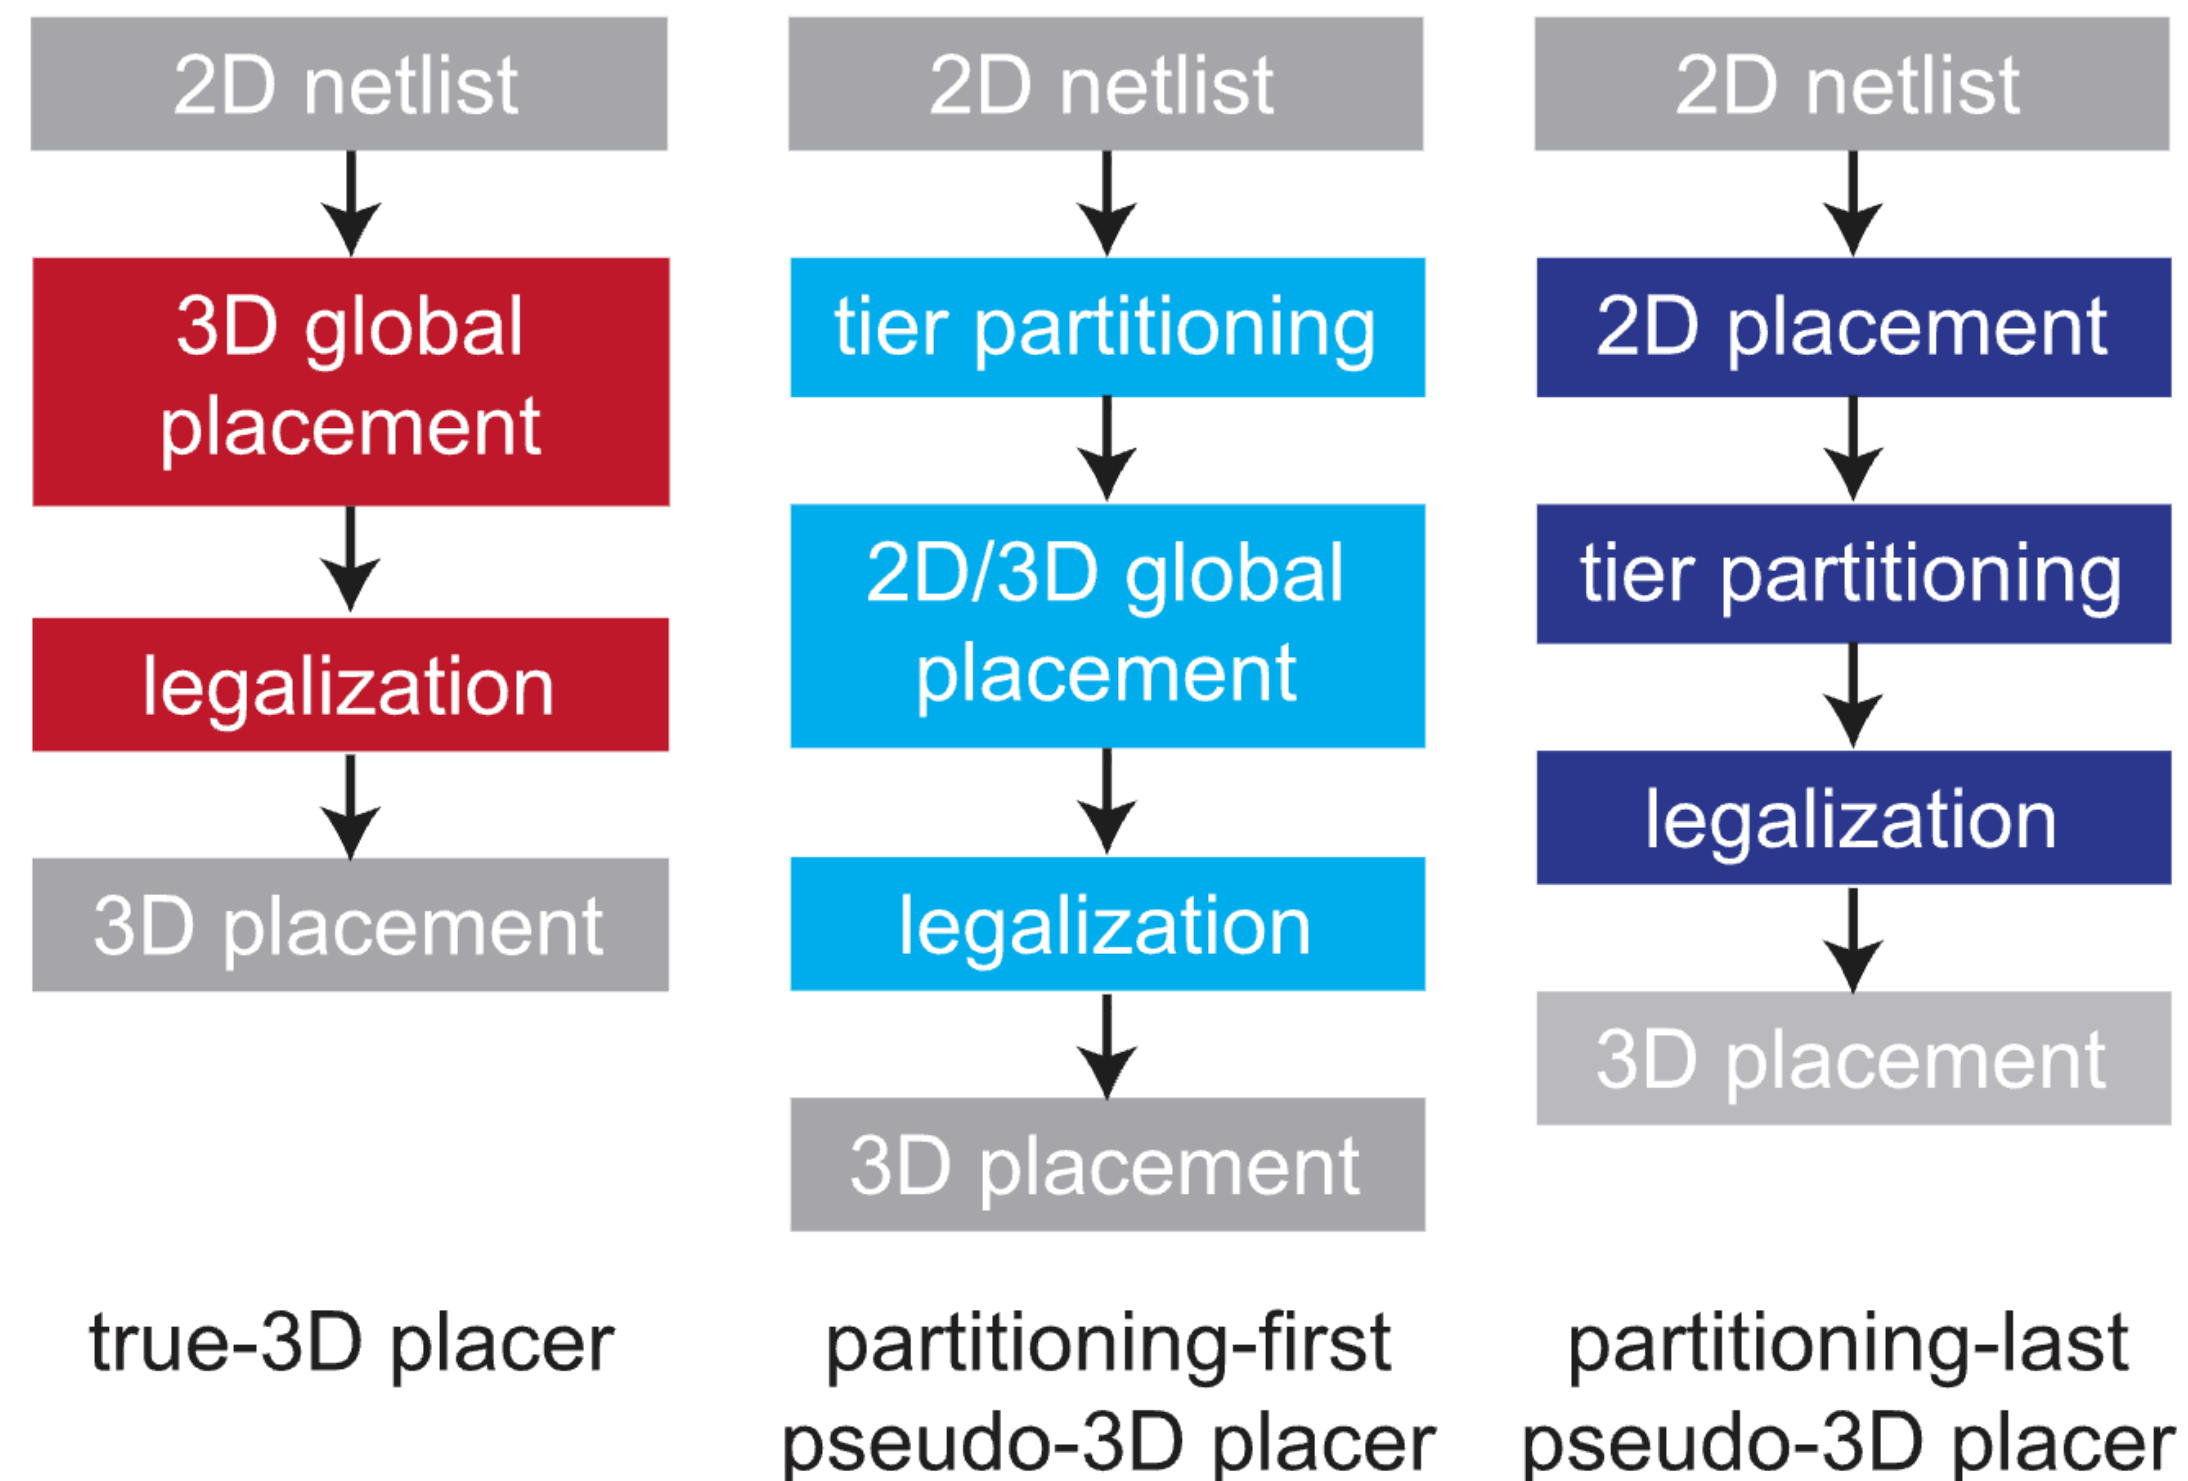 2D netlist
3D global
placement
legalization
3D placement
true-3D placer
2D netlist
tier partitioning
2D/3D global
placement
legalization
3D placement
partitioning-first
pseudo-3D placer
2D netlist
2D placement
tier partitioning
legalization
3D placement
partitioning-last
pseudo-3D placer